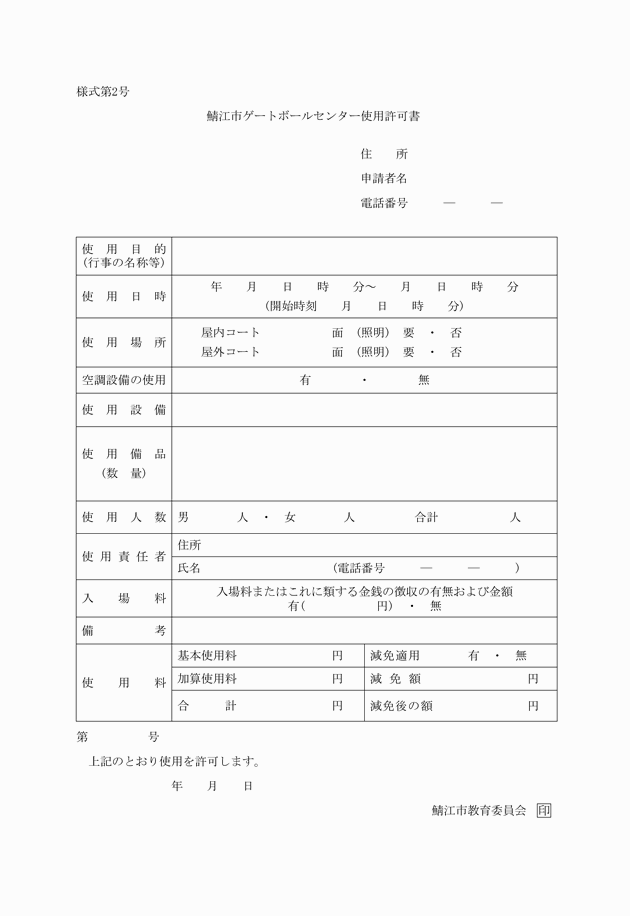 様式第2号
鯖江市ゲートボールセンター使用許可書
住　　所
申請者名
電話番号　　　―　　　―
使　用　目　的
(行事の名称等)
使　用　日　時
年　　月　　日　　時　　分～　　月　　日　　時　　分
(開始時刻　　月　　日　　時　　分)
使　用　場　所
屋内コート　　　　　　面　(照明)　要　・　否
屋外コート　　　　　　面　(照明)　要　・　否
空調設備の使用
有　　　　・　　　　無
使　用　設　備
使　用　備　品
(数　量)
使　用　人　数
男　　　　人　・　女　　　　人　　　　　合計　　　　　　人
使 用 責 任 者
住所
氏名　　　　　　　　　　　(電話番号　　　―　　　―　　　)
入　　場　　料
入場料またはこれに類する金銭の徴収の有無および金額
有(　　　　　　円)　・　無
備　　　　　考
使　　用　　料
基本使用料　　　　　　　　円
減免適用　　　　有　・　無
加算使用料　　　　　　　　円
減　免　額　　　　　　　　　円
合　　　計　　　　　　　　円
減免後の額　　　　　　　　円
第　　　　　号
上記のとおり使用を許可します。
年　　月　　日
鯖江市教育委員会　印